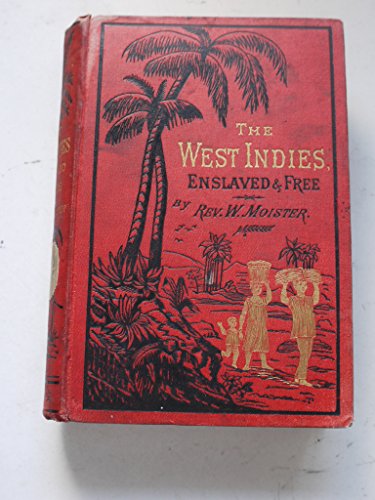 THE
WEST INDIES,
ENSLAVED & FREE
BY REV. W. MOISTER.